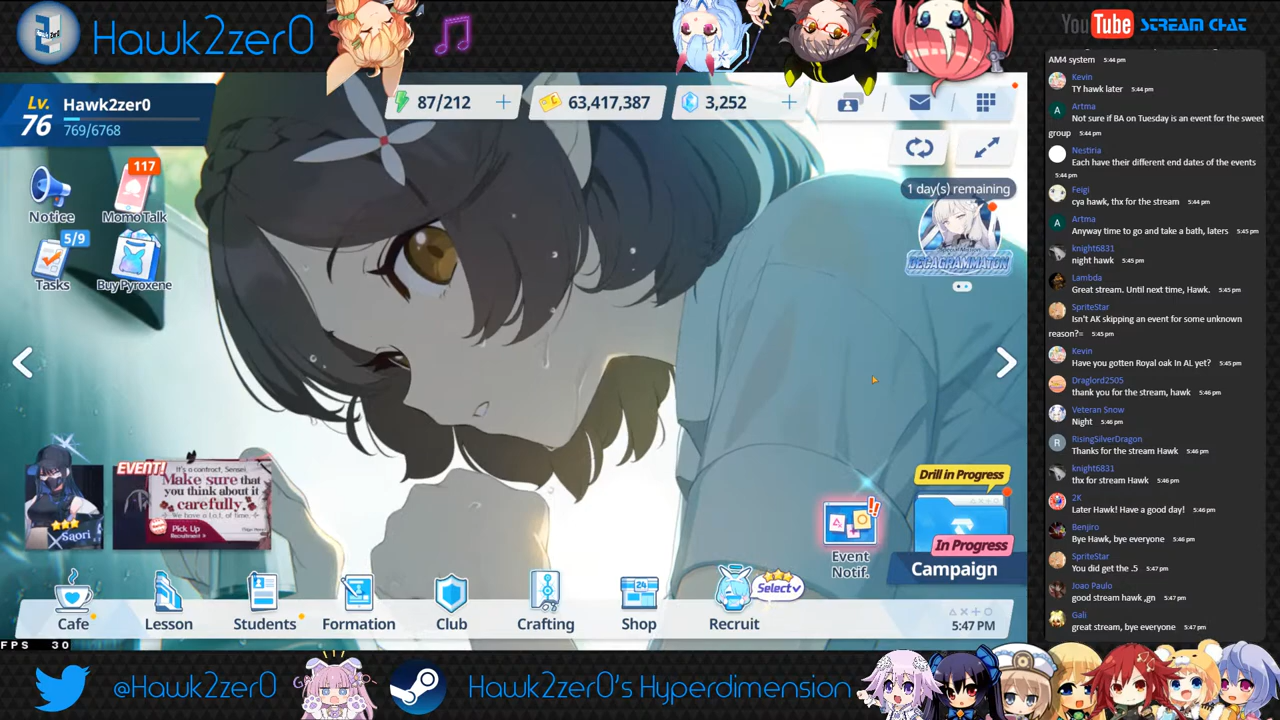 Hawk2zer0
YouTube STREAM CHAT
Lv. 76
Hawk2zer0
769/6768
87/212
63,417,387
3,252
1 day(s) remaining
Notice
117
MomoTalk
5/9
Tasks
Buy Pyroxene
DECAGRAMMATON
Saori
EVENT!
It's a contract, Sensei.
Make sure that
you think about it
carefully.
We have a lot of time.
Pick Up
Recruitment >
Drill in Progress
In Progress
Campaign
Event
Notif.
Cafe
Lesson
Students
Formation
Club
Crafting
24
Shop
Recruit
Select
5:47 PM
FPS 30
@Hawk2zer0
Hawk2zer0's Hyperdimension
AM4 system 5:44 pm
Kevin
TY hawk later 5:44 pm
A
Artma
Not sure if BA on Tuesday is an event for the sweet
group 5:44 pm
Nestiria
Each have their different end dates of the events
5:44 pm
Feigi
cya hawk, thx for the stream 5:44 pm
A
Artma
Anyway time to go and take a bath, laters 5:45 pm
knight6831
night hawk 5:45 pm
Lambda
Great stream. Until next time, Hawk. 5:45 pm
SpriteStar
Isn't AK skipping an event for some unknown
reason?= 5:45 pm
Kevin
Have you gotten Royal oak In AL yet? 5:45 pm
Draglord2505
thank you for the stream, hawk 5:46 pm
Veteran Snow
Night 5:46 pm
R
RisingSilverDragon
Thanks for the stream Hawk 5:46 pm
knight6831
thx for stream Hawk 5:46 pm
2K
Later Hawk! Have a good day! 5:46 pm
Benjiro
Bye Hawk, bye everyone 5:46 pm
SpriteStar
You did get the .5 5:47 pm
Joao Paulo
good stream hawk ,gn 5:47 pm
Gali
great stream, bye everyone 5:47 pm